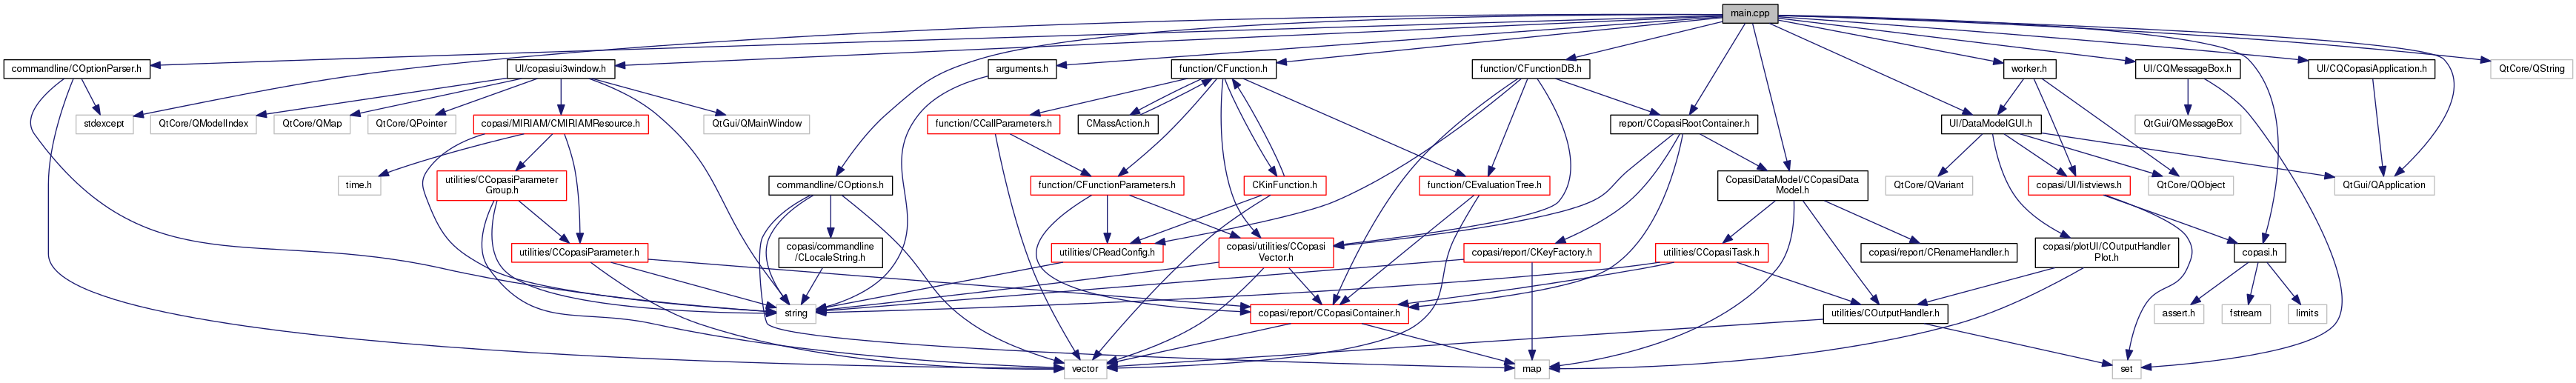 main.cpp
commandline/COptionParser.h
UI/copasiui3window.h
arguments.h
function/CFunction.h
function/CFunctionDB.h
worker.h
UI/CQMessageBox.h
UI/CQCopasiApplication.h
QtCore/QString
stdexcept
QtCore/QModelIndex
QtCore/QMap
QtCore/QPointer
copasi/MIRIAM/CMIRIAMResource.h
QtGui/QMainWindow
function/CCallParameters.h
CMassAction.h
report/CCopasiRootContainer.h
UI/DataModelGUI.h
QtGui/QMessageBox
time.h
utilities/CCopasiParameter
Group.h
commandline/COptions.h
function/CFunctionParameters.h
CKinFunction.h
function/CEvaluationTree.h
CopasiDataModel/CCopasiData
Model.h
QtCore/QVariant
copasi/UI/listviews.h
QtCore/QObject
QtGui/QApplication
utilities/CCopasiParameter.h
copasi/commandline
/CLocaleString.h
utilities/CReadConfig.h
copasi/utilities/CCopasi
Vector.h
copasi/report/CKeyFactory.h
utilities/CCopasiTask.h
copasi/report/CRenameHandler.h
copasi/plotUI/COutputHandler
Plot.h
copasi.h
string
copasi/report/CCopasiContainer.h
utilities/COutputHandler.h
assert.h
fstream
limits
vector
map
set